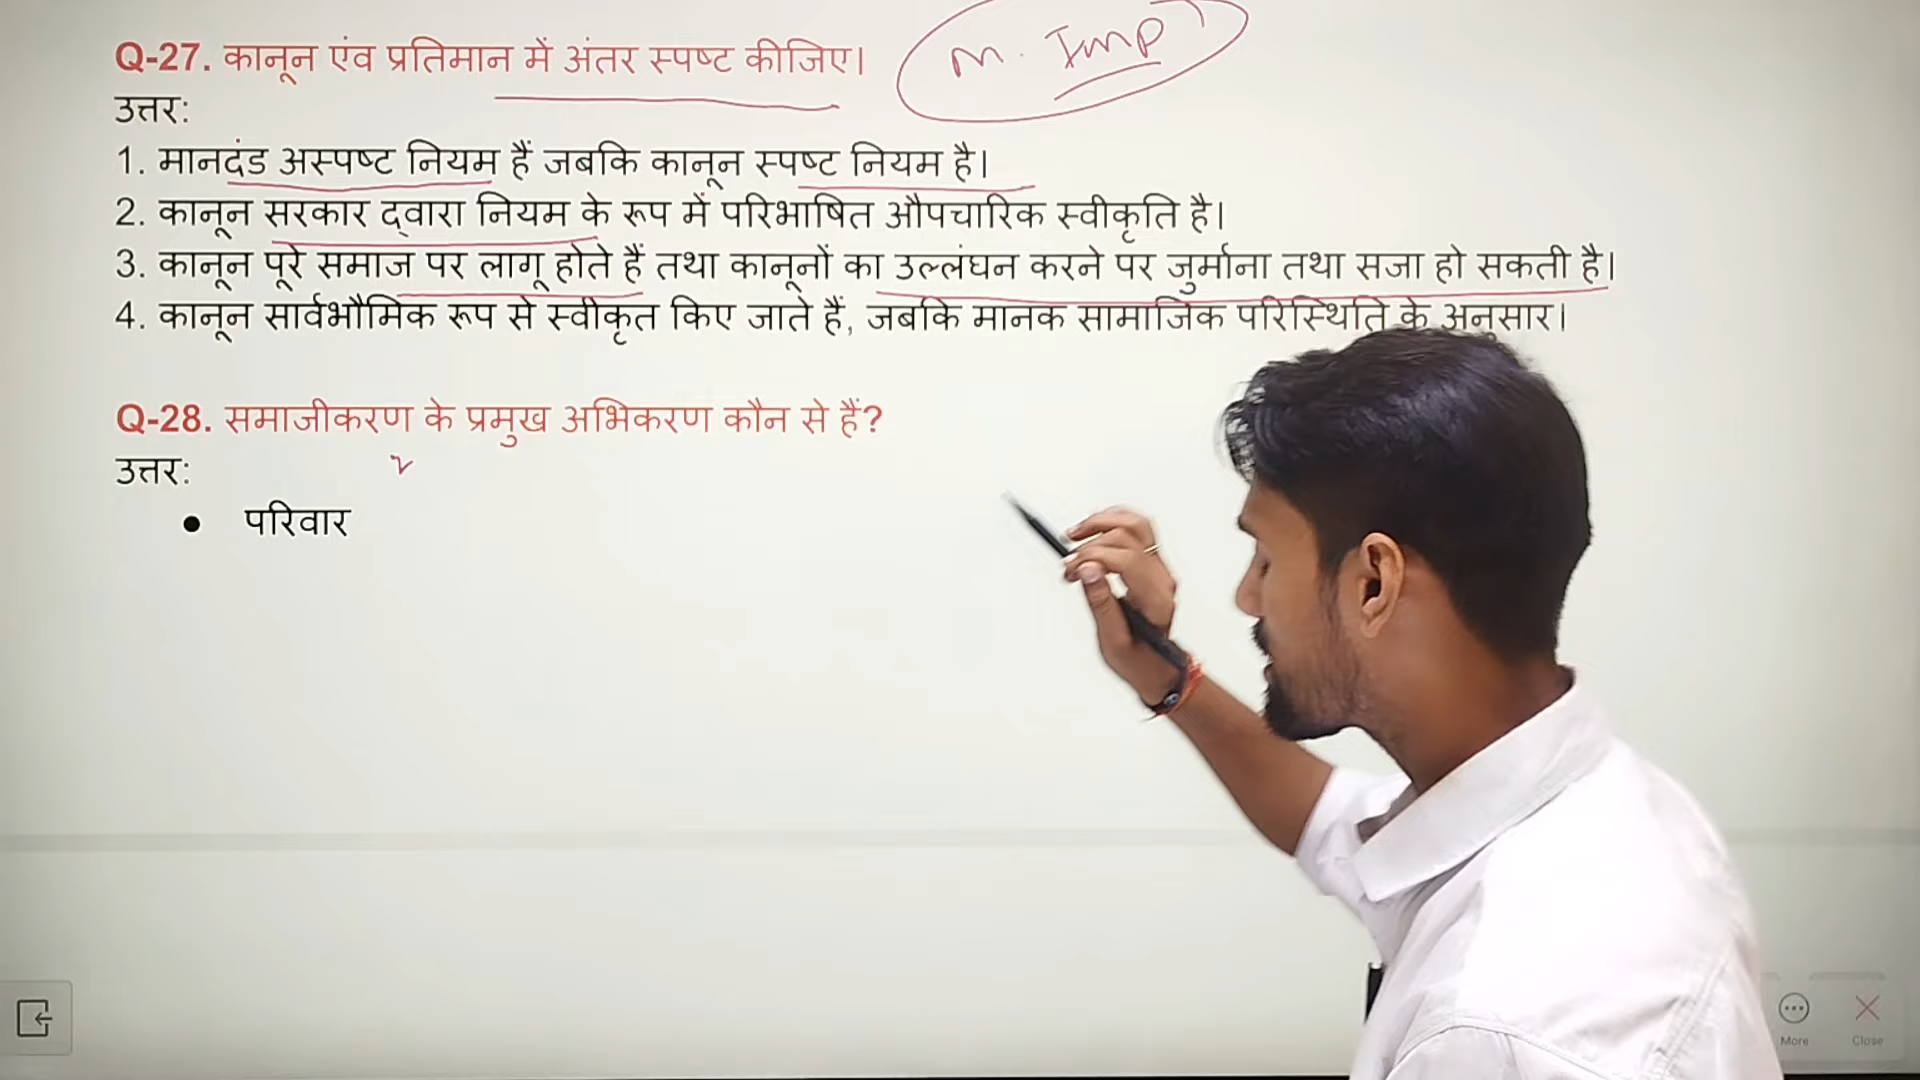 Q-27. कानून एंव प्रतिमान में अंतर स्पष्ट कीजिए।
M. Imp
उत्तर:
1. मानदंड अस्पष्ट नियम हैं जबकि कानून स्पष्ट नियम है।
2. कानून सरकार द्वारा नियम के रूप में परिभाषित औपचारिक स्वीकृति है।
3. कानून पूरे समाज पर लागू होते हैं तथा कानूनों का उल्लंघन करने पर जुर्माना तथा सजा हो सकती है।
4. कानून सार्वभौमिक रूप से स्वीकृत किए जाते हैं, जबकि मानक सामाजिक परिस्थिति के अनुसार।
Q-28. समाजीकरण के प्रमुख अभिकरण कौन से हैं?
उत्तर:
● परिवार
More
Close